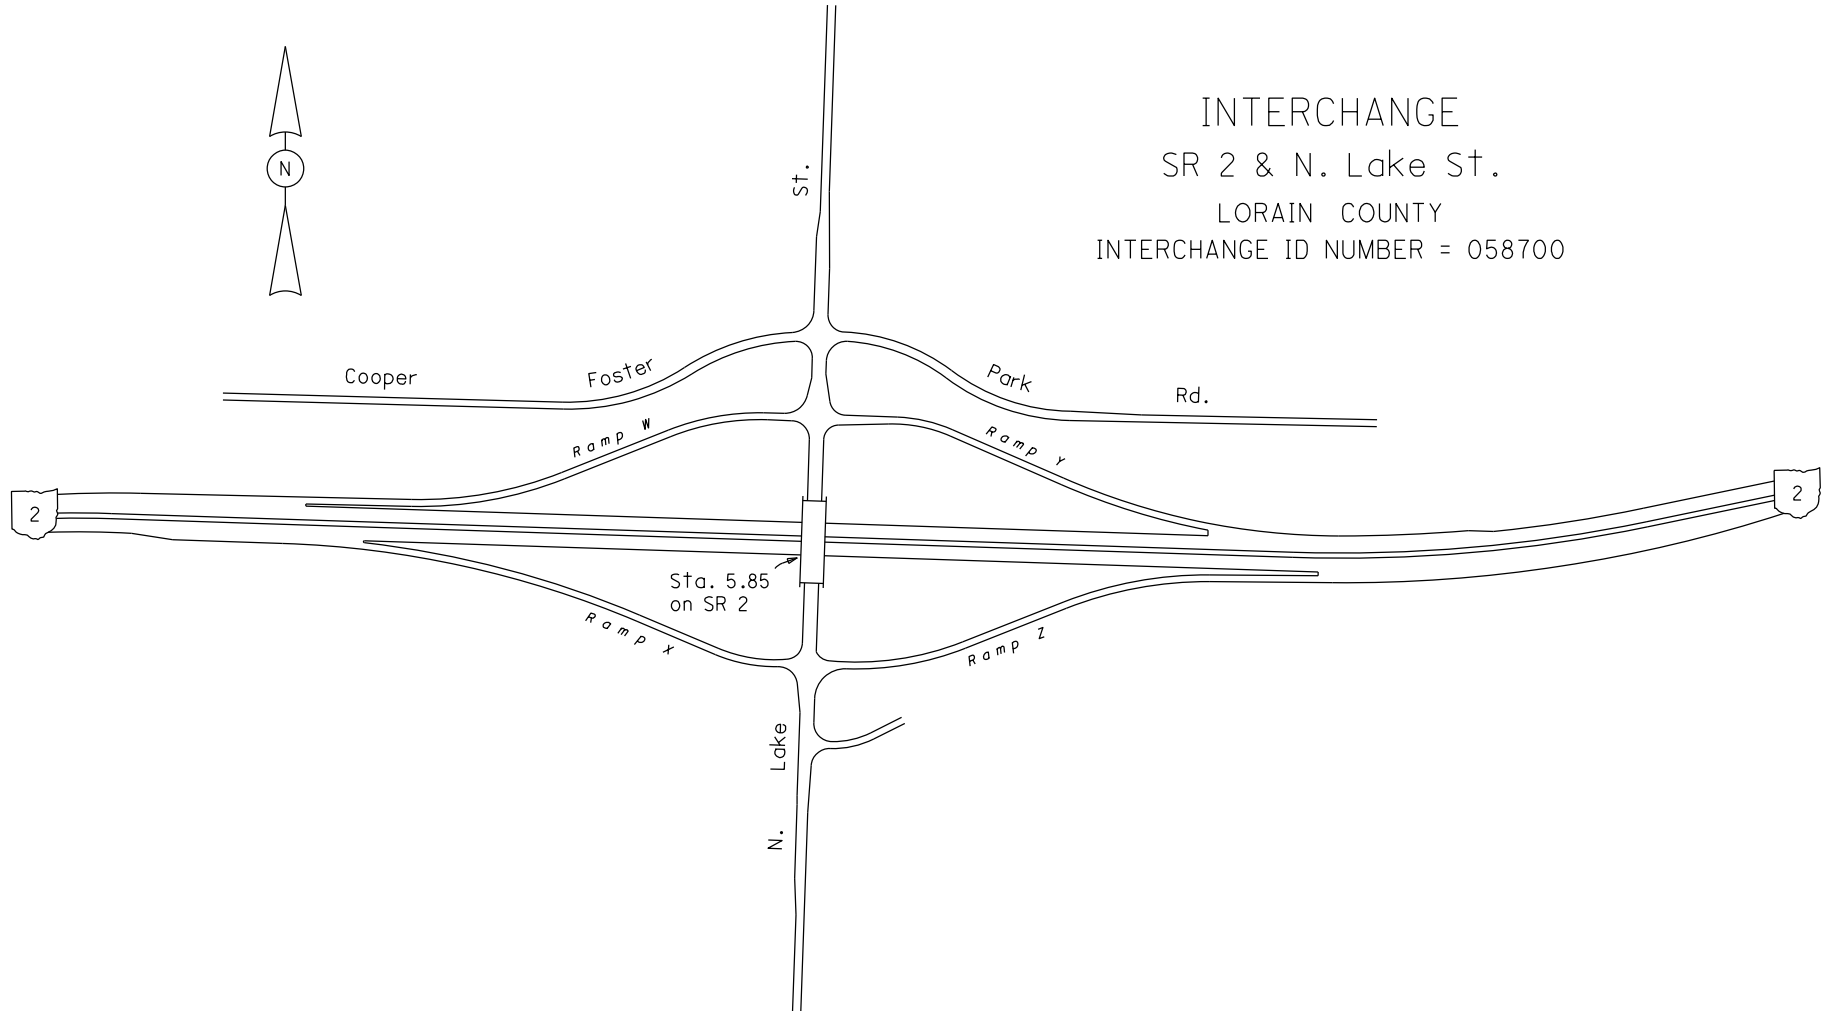 INTERCHANGE
SR 2 & N. Lake St.
LORAIN COUNTY
INTERCHANGE ID NUMBER = 058700
N
St.
Cooper Foster Park Rd.
Ramp W
Ramp Y
2
2
Sta. 5.85
on SR 2
Ramp X
Ramp Z
N. Lake